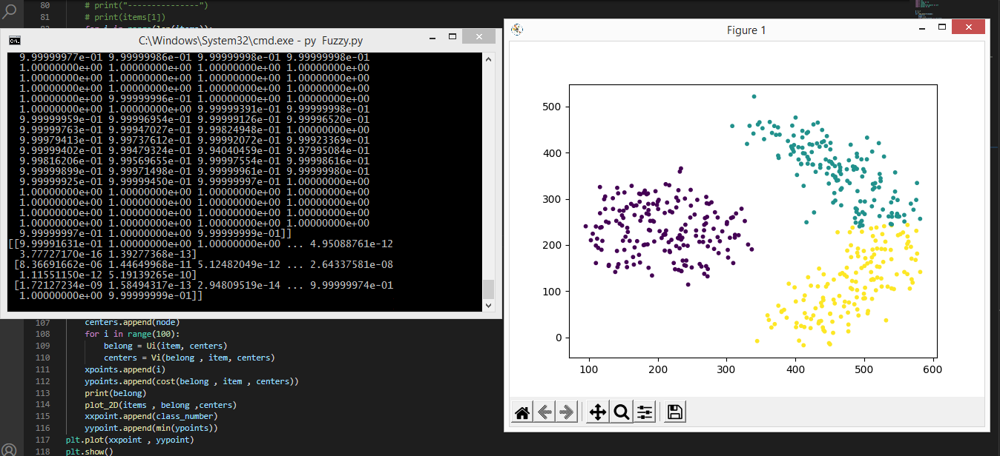 80 # print("---------------")
81 # print(items[1])
82 for i in range(len(items)):
C:\Windows\System32\cmd.exe - py Fuzzy.py
9.99999977e-01 9.99999986e-01 9.99999998e-01 9.99999998e-01
1.00000000e+00 1.00000000e+00 1.00000000e+00 1.00000000e+00
1.00000000e+00 1.00000000e+00 1.00000000e+00 1.00000000e+00
1.00000000e+00 1.00000000e+00 1.00000000e+00 1.00000000e+00
1.00000000e+00 9.99999996e-01 1.00000000e+00 1.00000000e+00
1.00000000e+00 1.00000000e+00 9.99999391e-01 9.99999998e-01
9.99999959e-01 9.99996954e-01 9.99999126e-01 9.99996520e-01
9.99999763e-01 9.99947027e-01 9.99824948e-01 1.00000000e+00
9.99979413e-01 9.99737612e-01 9.99992072e-01 9.99923369e-01
9.99999402e-01 9.99479324e-01 9.94040459e-01 9.97995084e-01
9.99816206e-01 9.99569655e-01 9.99997554e-01 9.99998616e-01
9.99999899e-01 9.99971498e-01 9.99999961e-01 9.99999980e-01
9.99999925e-01 9.99999450e-01 9.99999997e-01 1.00000000e+00
1.00000000e+00 1.00000000e+00 1.00000000e+00 1.00000000e+00
1.00000000e+00 1.00000000e+00 1.00000000e+00 1.00000000e+00
1.00000000e+00 1.00000000e+00 1.00000000e+00 1.00000000e+00
1.00000000e+00 1.00000000e+00 1.00000000e+00 1.00000000e+00
9.99999997e-01 1.00000000e+00 9.99999999e-01]]
[[9.99991631e-01 1.00000000e+00 1.00000000e+00 ... 4.95088761e-12
3.77727170e-16 1.39277368e-13]
[8.36691662e-06 1.44649968e-11 5.12482049e-12 ... 2.64337581e-08
1.11551150e-12 5.19139265e-10]
[1.72127234e-09 1.58494317e-13 2.94809519e-14 ... 9.99999974e-01
1.00000000e+00 9.99999999e-01]]
107 centers.append(node)
108 for i in range(100):
109 belong = Ui(item, centers)
110 centers = Vi(belong , item, centers)
111 xpoints.append(i)
112 ypoints.append(cost(belong , item , centers))
113 print(belong)
114 plot_2D(items , belong ,centers)
115 xxpoint.append(class_number)
116 yypoint.append(min(ypoints))
117 plt.plot(xxpoint , yypoint)
118 plt.show()
Figure 1
500
400
300
200
100
0
100 200 300 400 500 600